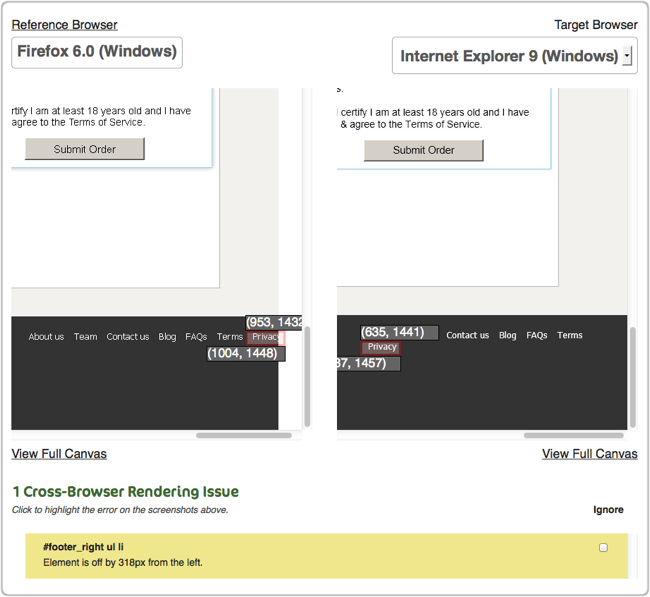 Reference Browser
Target Browser
Firefox 6.0 (Windows)
Internet Explorer 9 (Windows)
s.
rtify I am at least 18 years old and I have
agree to the Terms of Service.
Submit Order
I certify I am at least 18 years old and I have
& agree to the Terms of Service.
Submit Order
(953, 1432
About us Team Contact us Blog FAQs Terms Privacy
(1004, 1448)
(635, 1441)
Contact us Blog FAQs Terms
Privacy
37, 1457)
View Full Canvas
View Full Canvas
1 Cross-Browser Rendering Issue
Click to highlight the error on the screenshots above.
Ignore
#footer_right ul li
Element is off by 318px from the left.